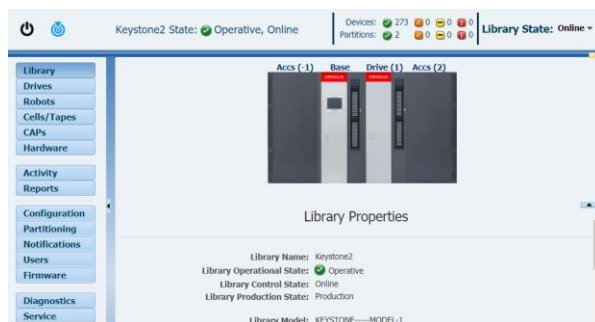 Keystone2 State: Operative, Online
Devices: 273 0 0 0
Partitions: 2 0 0 0
Library State: Online
Library
Drives
Robots
Cells/Tapes
CAPs
Hardware
Activity
Reports
Configuration
Partitioning
Notifications
Users
Firmware
Diagnostics
Service
Accs (-1) Base Drive (1) Accs (2)
Library Properties
Library Name: Keystone2
Library Operational State: Operative
Library Control State: Online
Library Production State: Production
Library Model: KEYSTONE-----MODEL-1